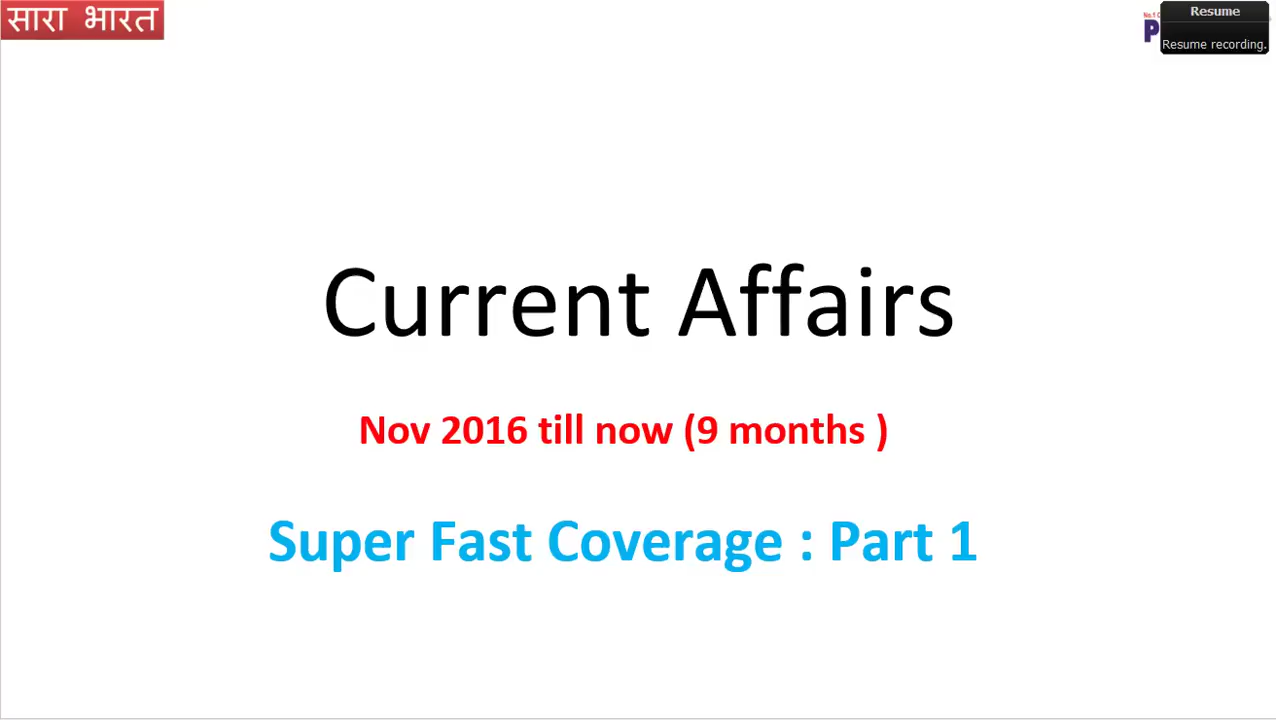 सारा भारत
Resume
Resume recording.
Current Affairs
Nov 2016 till now (9 months )
Super Fast Coverage : Part 1